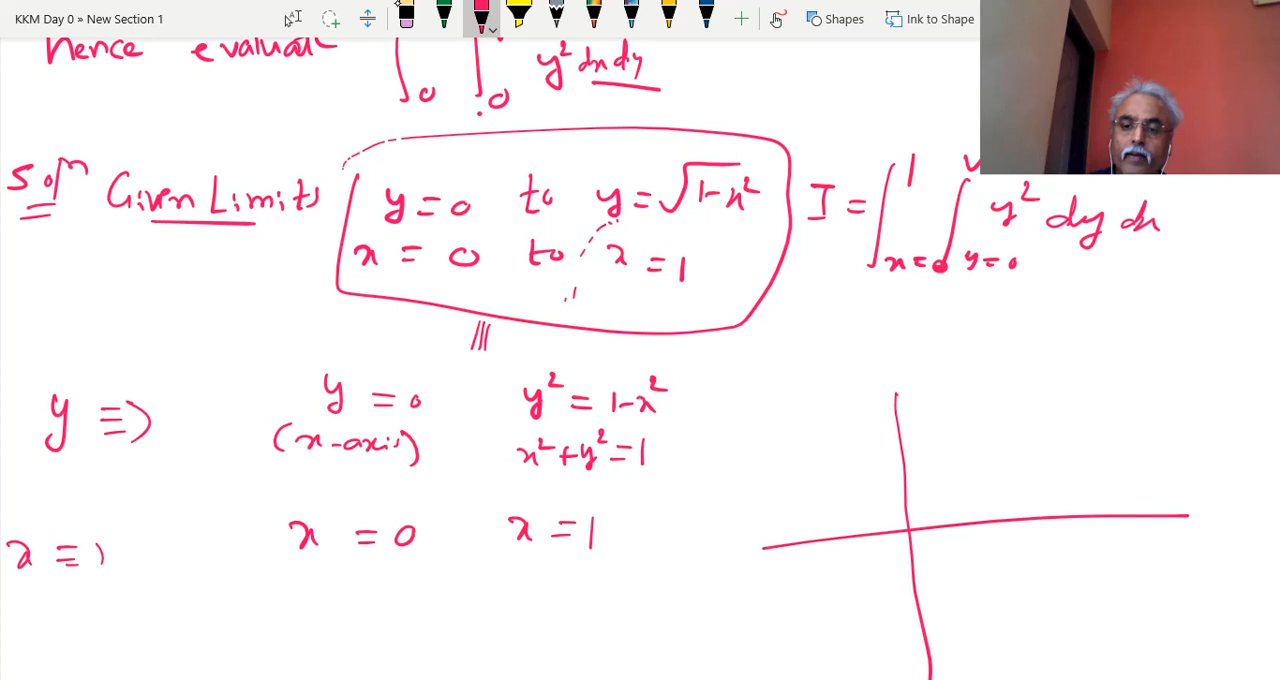 KKM Day 0 » New Section 1
Shapes
Ink to Shape
hence evaluate ∫₀ ∫₀ y² dx dy
Soln Given Limits y = 0 to y = √1-x² I = ∫ₓ₌₀¹ ∫ᵧ₌₀ y² dy dx
x = 0 to x = 1
y ≡> y = 0 y² = 1-x²
(x-axis) x² + y² = 1
x ≡ x = 0 x = 1